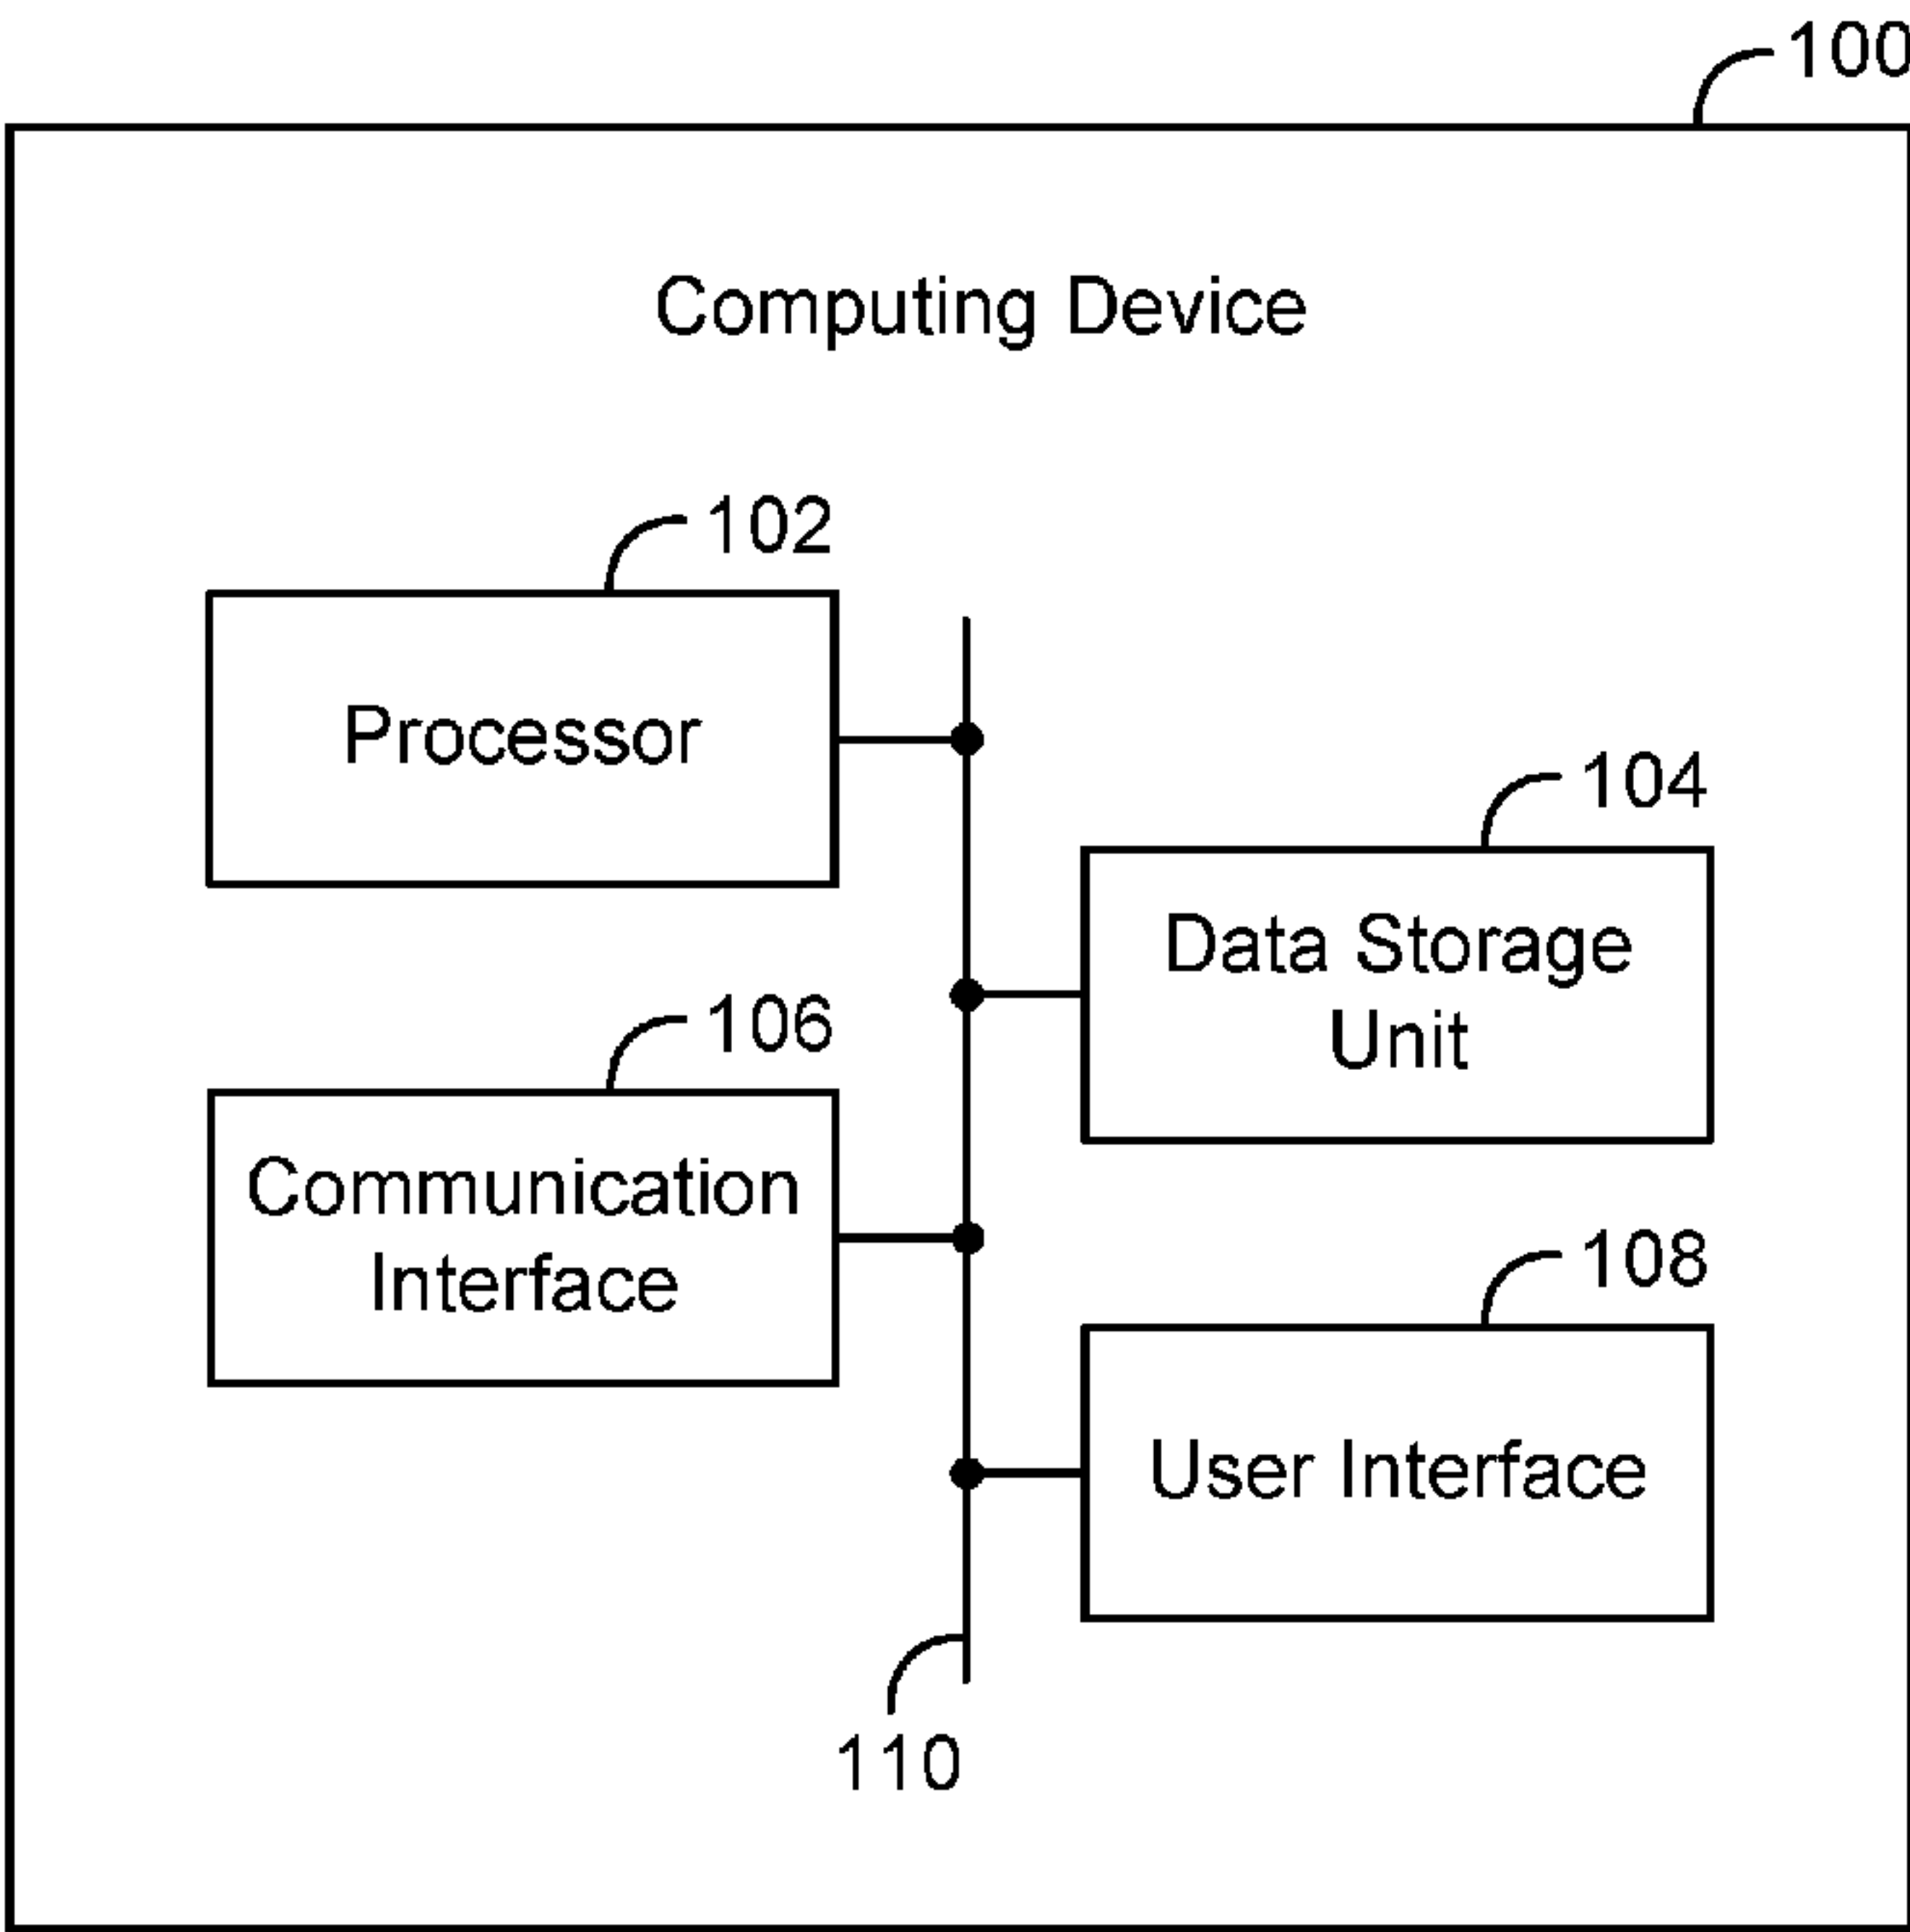 100
Computing Device
102
Processor
104
Data Storage
Unit
106
Communication
Interface
108
User Interface
110